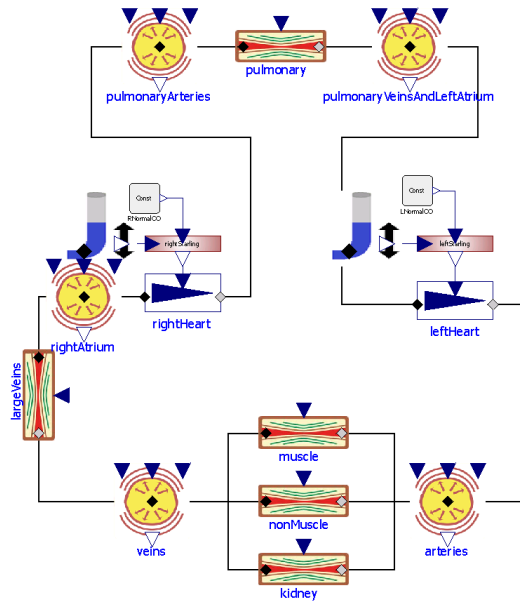 pulmonary
pulmonaryArteries
pulmonaryVeinsAndLeftAtrium
Const
RNormalCO
Const
LNormalCO
rightStarling
leftStarling
rightHeart
leftHeart
rightAtrium
largeVeins
muscle
nonMuscle
veins
arteries
kidney